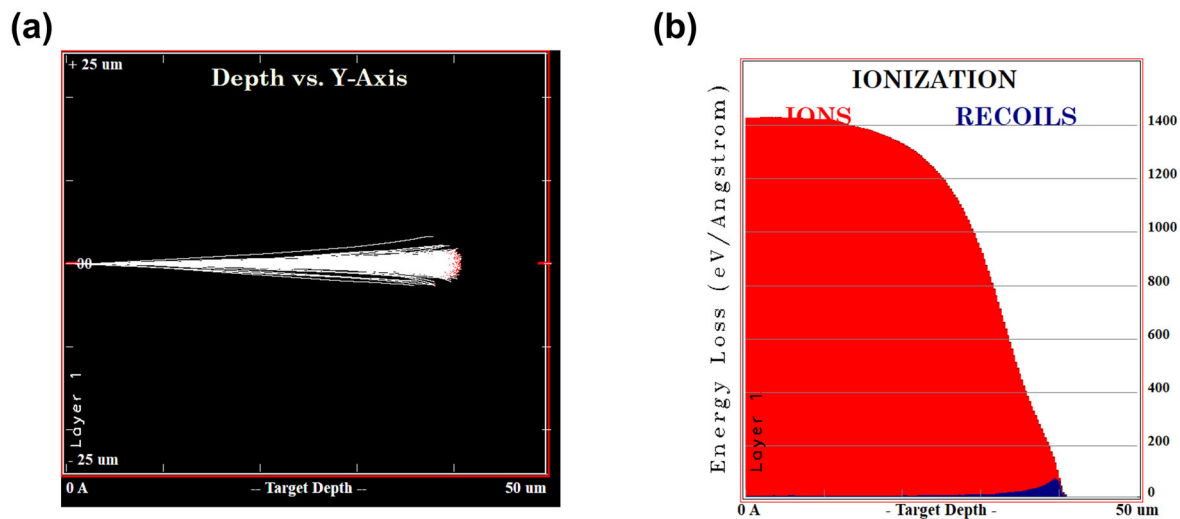 (a)
+ 25 um
Depth vs. Y-Axis
00
Layer 1
- 25 um
0 A
-- Target Depth --
50 um
(b)
IONIZATION
IONS
RECOILS
Energy Loss (eV/Angstrom)
Layer 1
1400
1200
1000
800
600
400
200
0
0 A
- Target Depth -
50 um